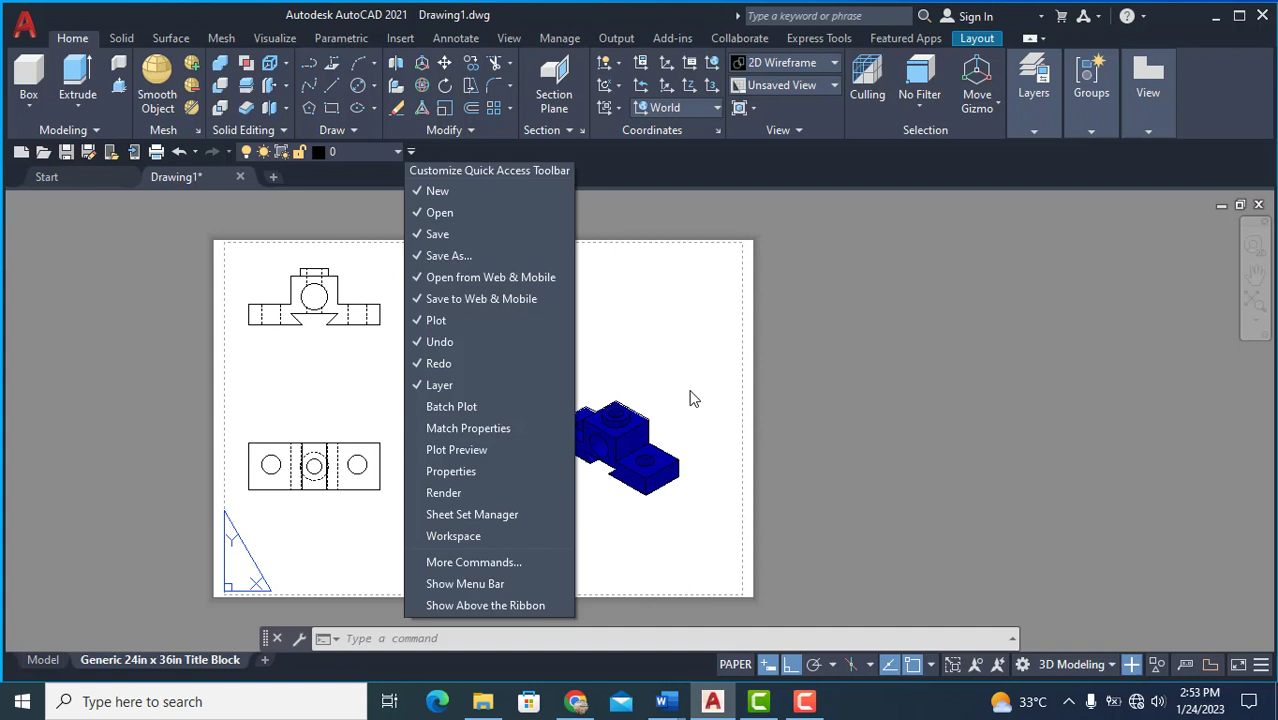 Autodesk AutoCAD 2021 Drawing1.dwg
Type a keyword or phrase
Sign In
Home
Solid
Surface
Mesh
Visualize
Parametric
Insert
Annotate
View
Manage
Output
Add-ins
Collaborate
Express Tools
Featured Apps
Layout
Box
Extrude
Smooth Object
Section Plane
2D Wireframe
Unsaved View
World
Culling
No Filter
Move Gizmo
Layers
Groups
View
Modeling
Mesh
Solid Editing
Draw
Modify
Section
Coordinates
View
Selection
0
Start
Drawing1*
Customize Quick Access Toolbar
New
Open
Save
Save As...
Open from Web & Mobile
Save to Web & Mobile
Plot
Undo
Redo
Layer
Batch Plot
Match Properties
Plot Preview
Properties
Render
Sheet Set Manager
Workspace
More Commands...
Show Menu Bar
Show Above the Ribbon
Y
X
Type a command
Model
Generic 24in x 36in Title Block
PAPER
3D Modeling
Type here to search
33°C
2:53 PM
1/24/2023